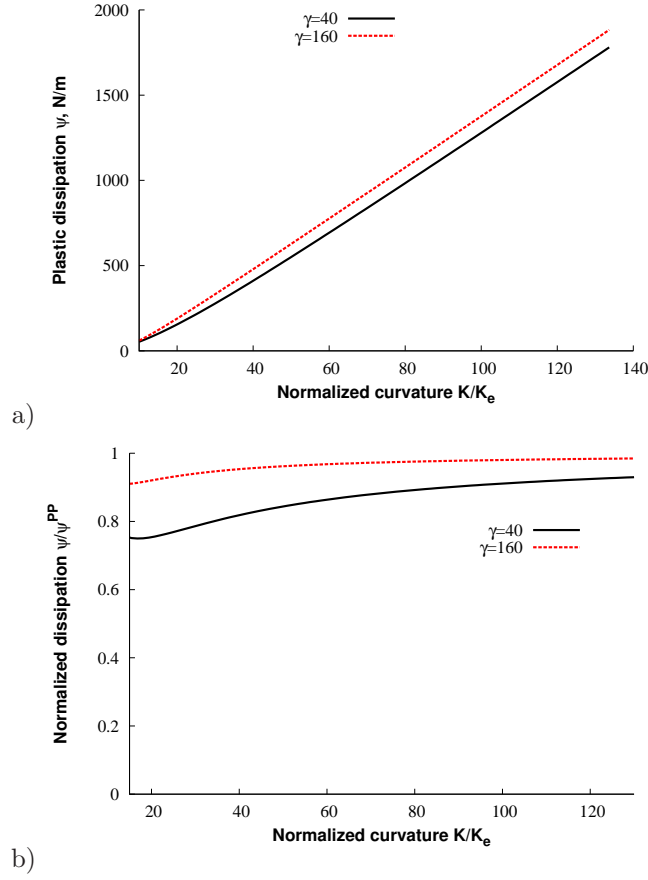 γ=40
γ=160
Plastic dissipation ψ, N/m
2000
1500
1000
500
0
20 40 60 80 100 120 140
Normalized curvature K/Ke
a)
γ=40
γ=160
Normalized dissipation ψ/ψPP
1
0.8
0.6
0.4
0.2
0
20 40 60 80 100 120
Normalized curvature K/Ke
b)